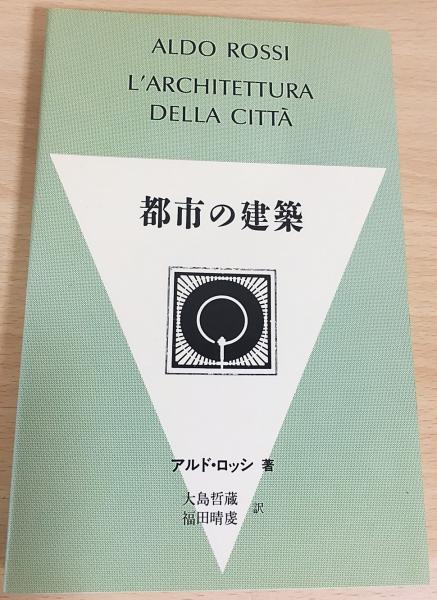 ALDO ROSSI
L'ARCHITETTURA
DELLA CITTÀ
都市の建築
アルド・ロッシ 著
大島哲蔵
福田晴虔 訳